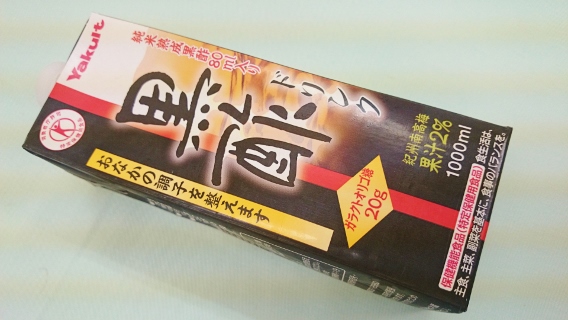 Yakult
純米熟成黒酢
80ml入り
黒酢
ドリンク
おなかの調子を整えます
紀州南高梅
果汁2%
1000ml
ガラクトオリゴ糖
20g
保健機能食品(特定保健用食品)
食生活は、
主食、主菜、副菜を基本に、食事のバランスを。